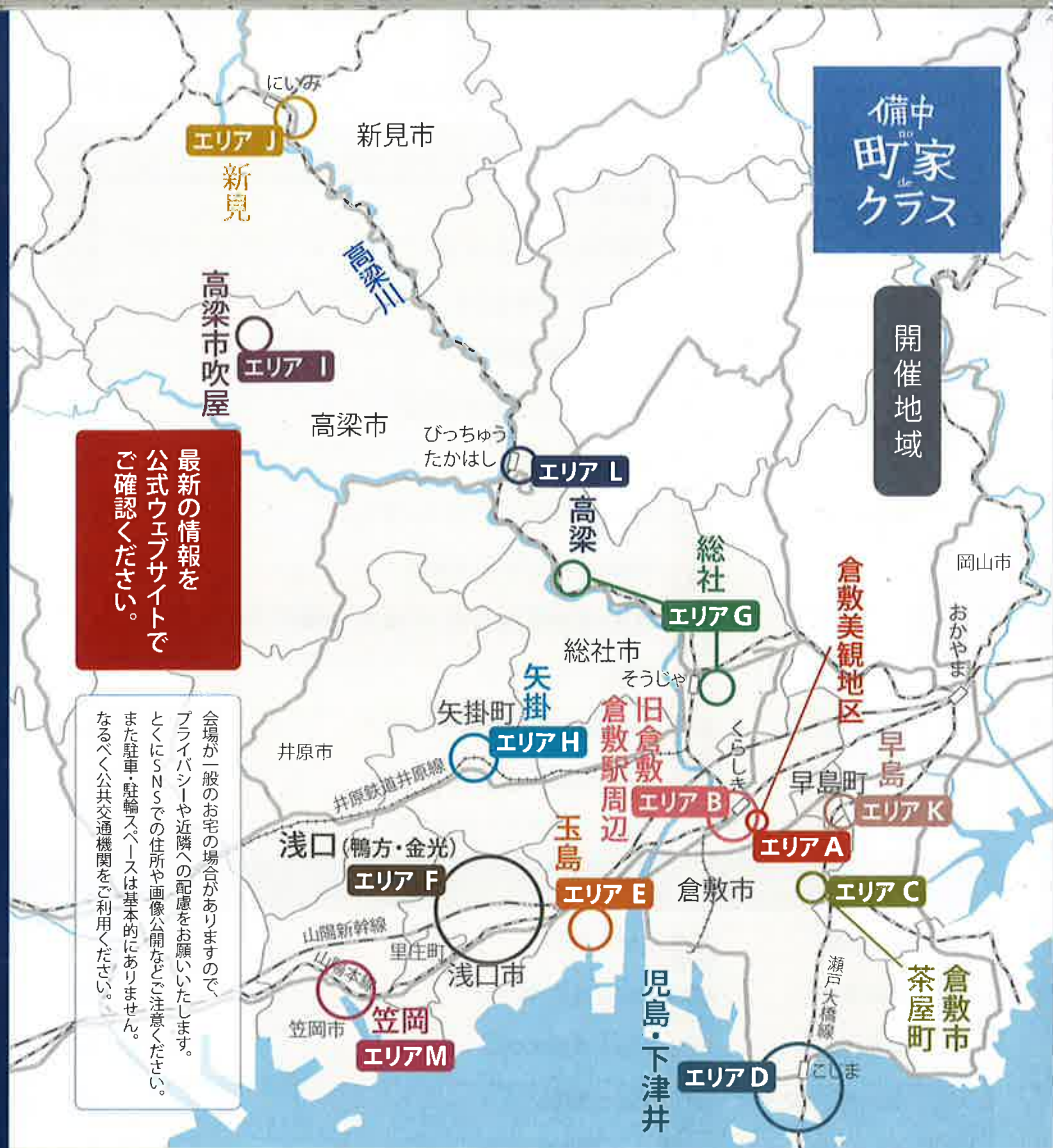 備中
no
町家
de
クラス
開催地域
にいみ
エリア J
新見
新見市
高梁川
高梁市吹屋
エリア I
高梁市
びっちゅう
たかはし
エリア L
高梁
最新の情報を
公式ウェブサイトで
ご確認ください。
総社
エリア G
総社市
そうじゃ
倉敷美観地区
岡山市
おかやま
矢掛
矢掛町
エリア H
井原市
井原鉄道井原線
旧倉敷
倉敷駅周辺
エリア B
くらしき
早島
早島町
エリア K
エリア A
浅口(鴨方・金光)
エリア F
玉島
エリア E
倉敷市
エリア C
山陽新幹線
里庄町
山陽本線
浅口市
瀬戸大橋線
倉敷市
茶屋町
笠岡市
笠岡
エリア M
児島・下津井
エリア D
こじま
会場が一般のお宅の場合がありますので、
プライバシーや近隣への配慮をお願いいたします。
とくにSNSでの住所や画像公開などご注意ください。
また駐車・駐輪スペースは基本的にありません。
なるべく公共交通機関をご利用ください。